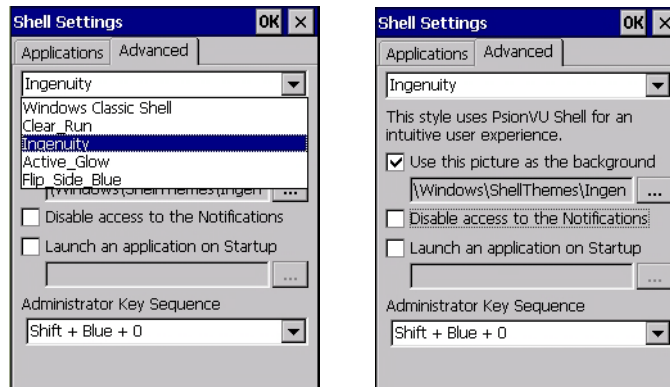 Shell Settings OK ×
Applications Advanced
Ingenuity
Windows Classic Shell
Clear_Run
Ingenuity
Active_Glow
Flip_Side_Blue
\Windows\ShellThemes\Ingen ...
Disable access to the Notifications
Launch an application on Startup
...
Administrator Key Sequence
Shift + Blue + 0
Shell Settings OK ×
Applications Advanced
Ingenuity
This style uses PsionVU Shell for an
intuitive user experience.
Use this picture as the background
\Windows\ShellThemes\Ingen ...
Disable access to the Notifications
Launch an application on Startup
...
Administrator Key Sequence
Shift + Blue + 0